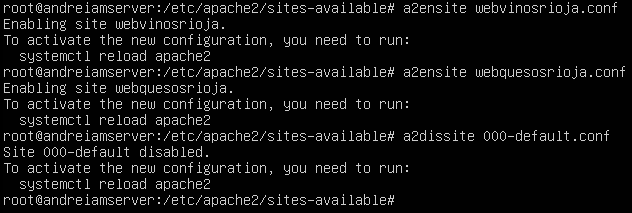 root@andreiamserver:/etc/apache2/sites-available# a2ensite webvinosrioja.conf
Enabling site webvinosrioja.
To activate the new configuration, you need to run:
  systemctl reload apache2
root@andreiamserver:/etc/apache2/sites-available# a2ensite webquesosrioja.conf
Enabling site webquesosrioja.
To activate the new configuration, you need to run:
  systemctl reload apache2
root@andreiamserver:/etc/apache2/sites-available# a2dissite 000-default.conf
Site 000-default disabled.
To activate the new configuration, you need to run:
  systemctl reload apache2
root@andreiamserver:/etc/apache2/sites-available#